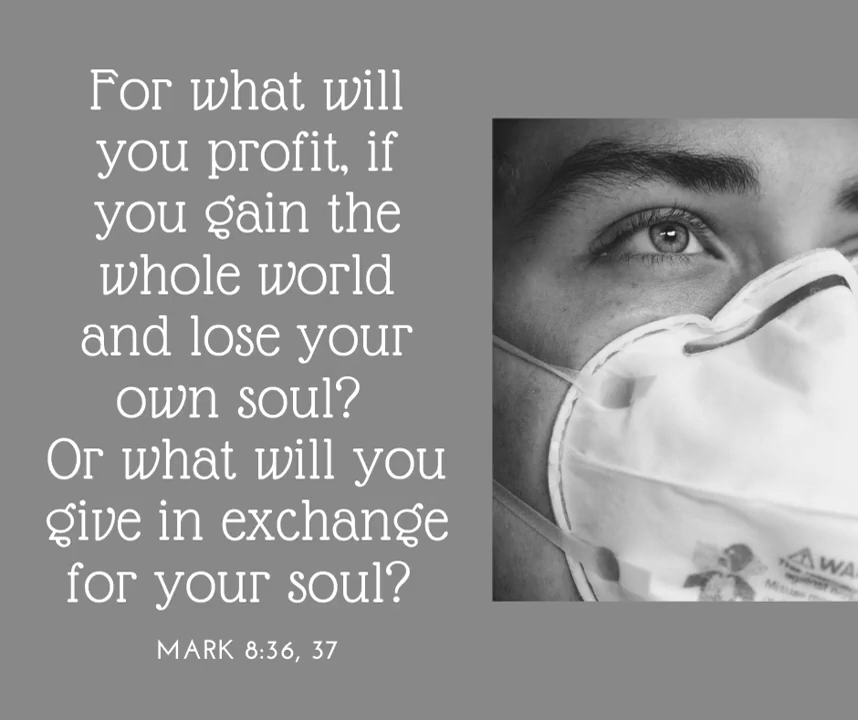 For what will
you profit, if
you gain the
whole world
and lose your
own soul?
Or what will you
give in exchange
for your soul?
MARK 8:36, 37
WA